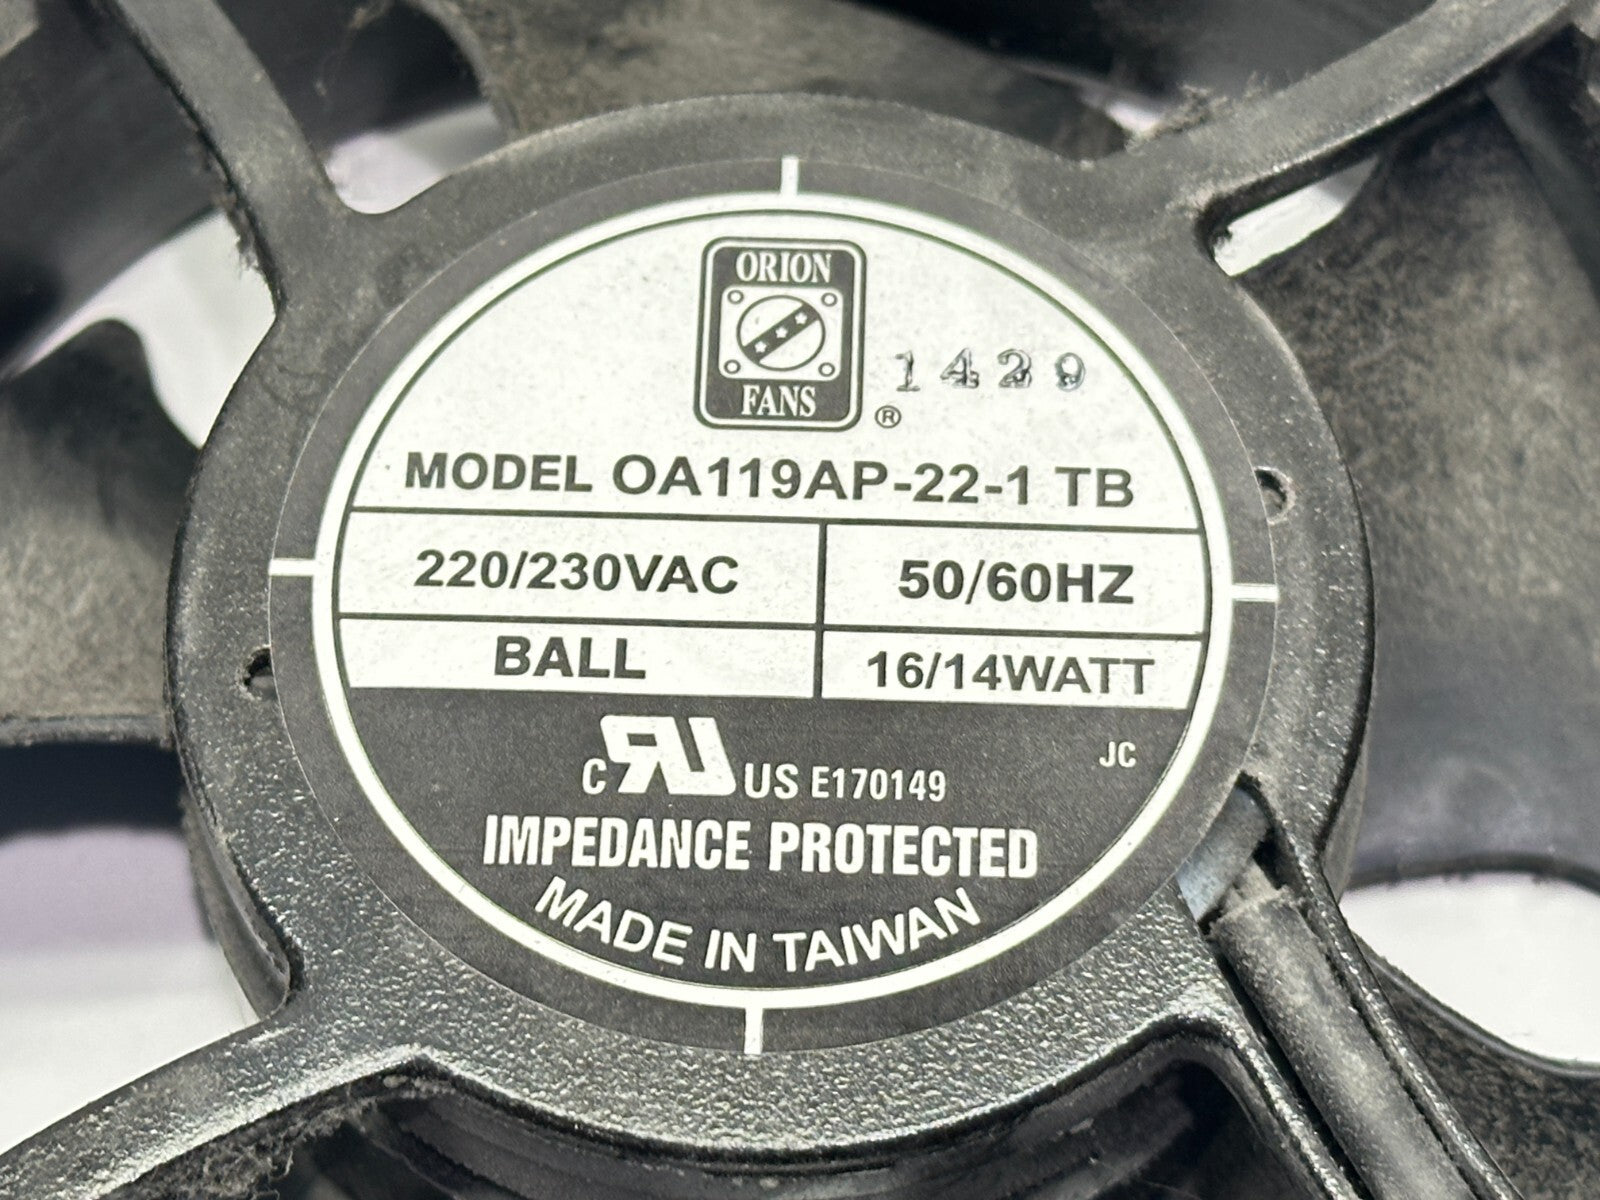 ORION
FANS
®
1429
MODEL OA119AP-22-1 TB
220/230VAC
50/60HZ
BALL
16/14WATT
JC
C RU US E170149
IMPEDANCE PROTECTED
MADE IN TAIWAN